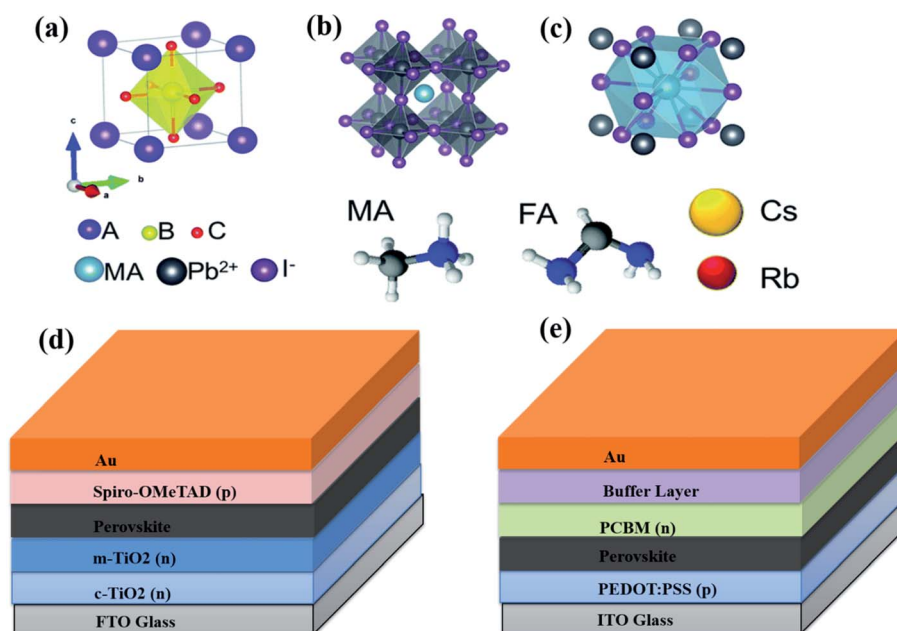 (a)
(b)
(c)
c
b
a
A B C
MA Pb2+ I-
MA
FA
Cs
Rb
(d)
Au
Spiro-OMeTAD (p)
Perovskite
m-TiO2 (n)
c-TiO2 (n)
FTO Glass
(e)
Au
Buffer Layer
PCBM (n)
Perovskite
PEDOT:PSS (p)
ITO Glass